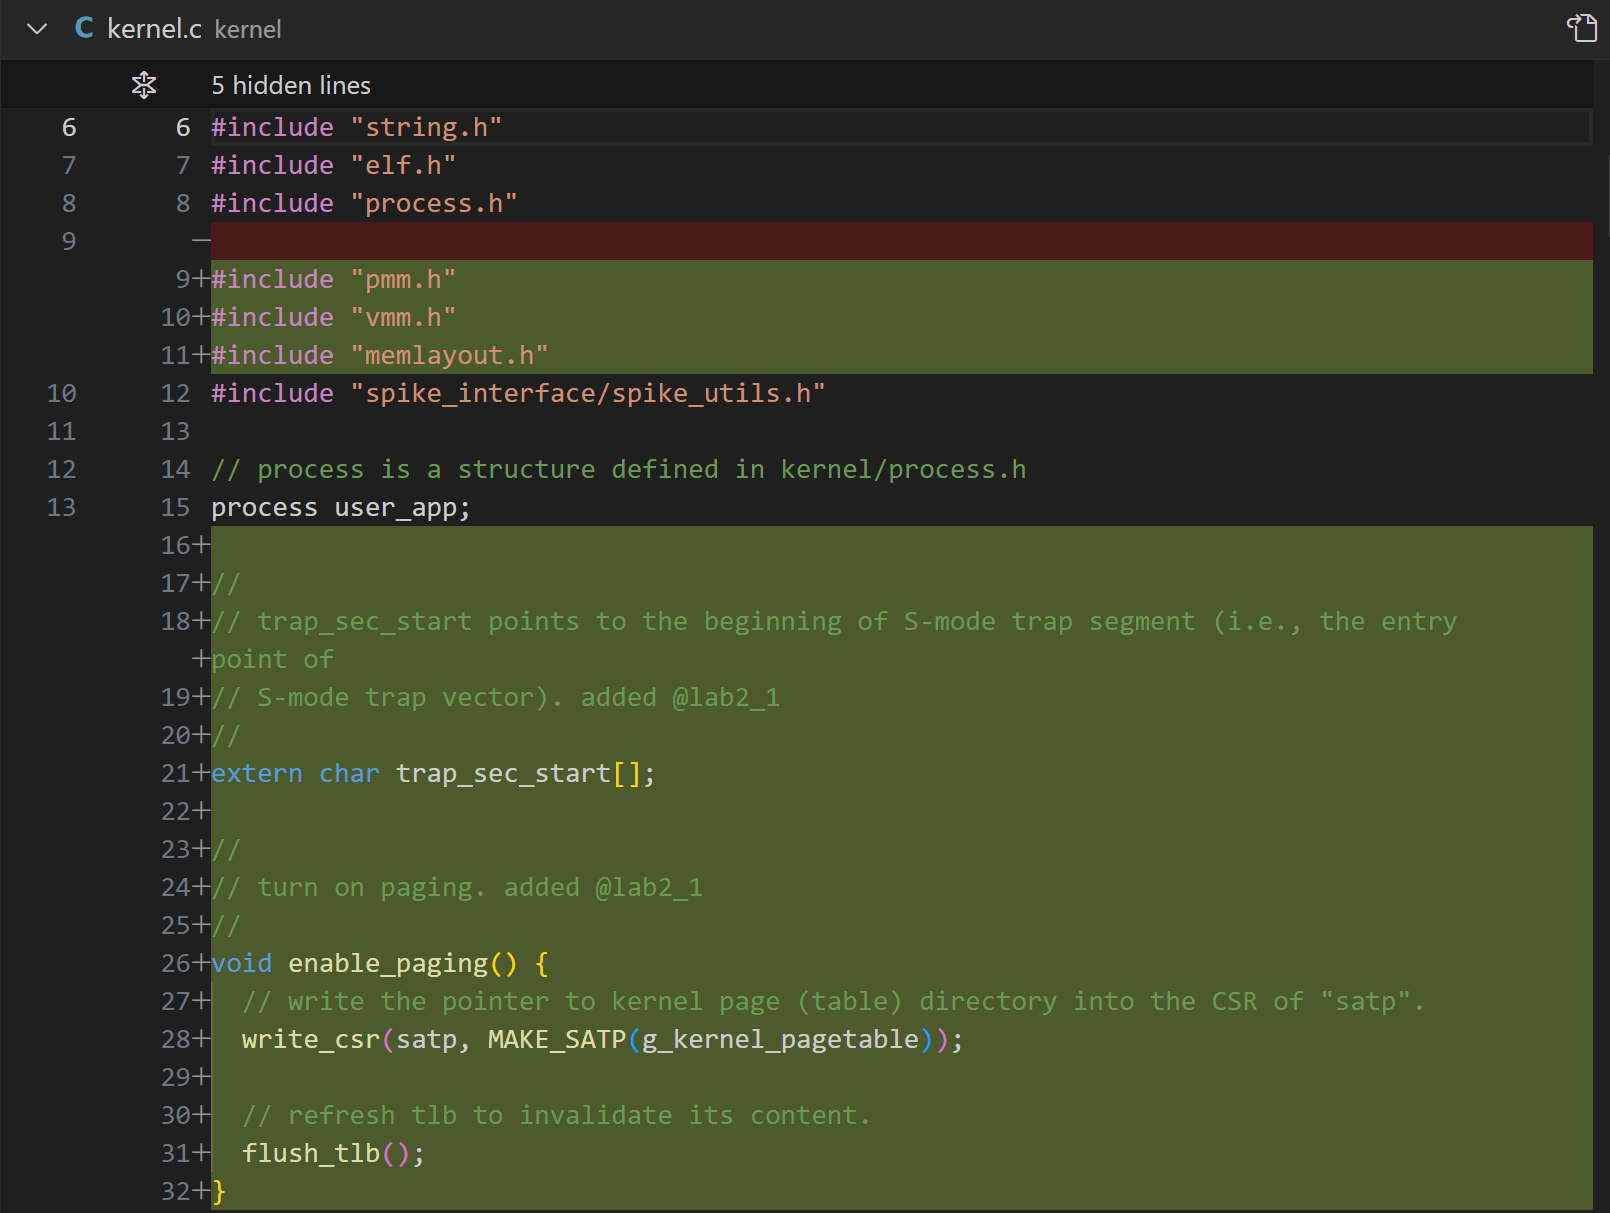 C kernel.c kernel
5 hidden lines
6 6 #include "string.h"
7 7 #include "elf.h"
8 8 #include "process.h"
9 —
9+#include "pmm.h"
10+#include "vmm.h"
11+#include "memlayout.h"
10 12 #include "spike_interface/spike_utils.h"
11 13
12 14 // process is a structure defined in kernel/process.h
13 15 process user_app;
16+
17+//
18+// trap_sec_start points to the beginning of S-mode trap segment (i.e., the entry
+point of
19+// S-mode trap vector). added @lab2_1
20+//
21+extern char trap_sec_start[];
22+
23+//
24+// turn on paging. added @lab2_1
25+//
26+void enable_paging() {
27+  // write the pointer to kernel page (table) directory into the CSR of "satp".
28+  write_csr(satp, MAKE_SATP(g_kernel_pagetable));
29+
30+  // refresh tlb to invalidate its content.
31+  flush_tlb();
32+}